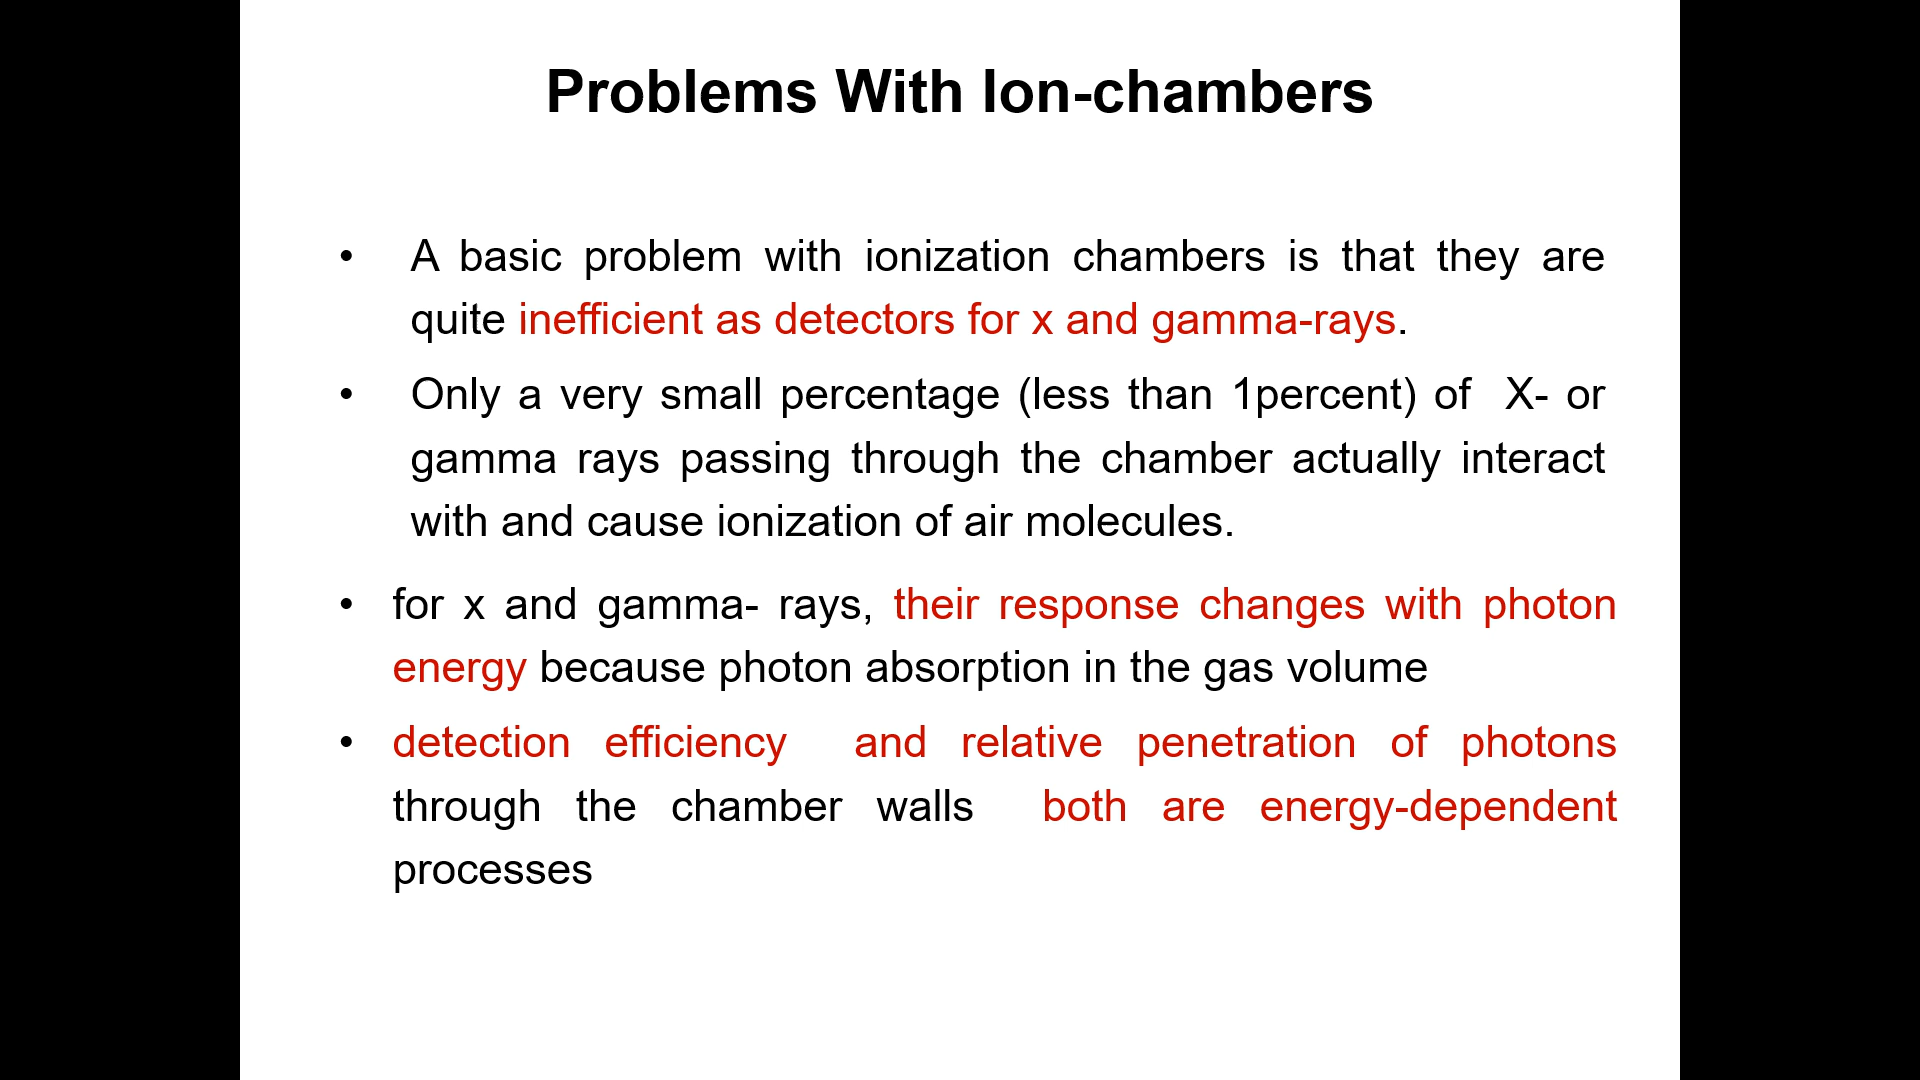 Problems With Ion-chambers
• A basic problem with ionization chambers is that they are
quite inefficient as detectors for x and gamma-rays.
• Only a very small percentage (less than 1percent) of  X- or
gamma rays passing through the chamber actually interact
with and cause ionization of air molecules.
• for x and gamma- rays, their response changes with photon
energy because photon absorption in the gas volume
• detection efficiency  and relative penetration of photons
through the chamber walls  both are energy-dependent
processes